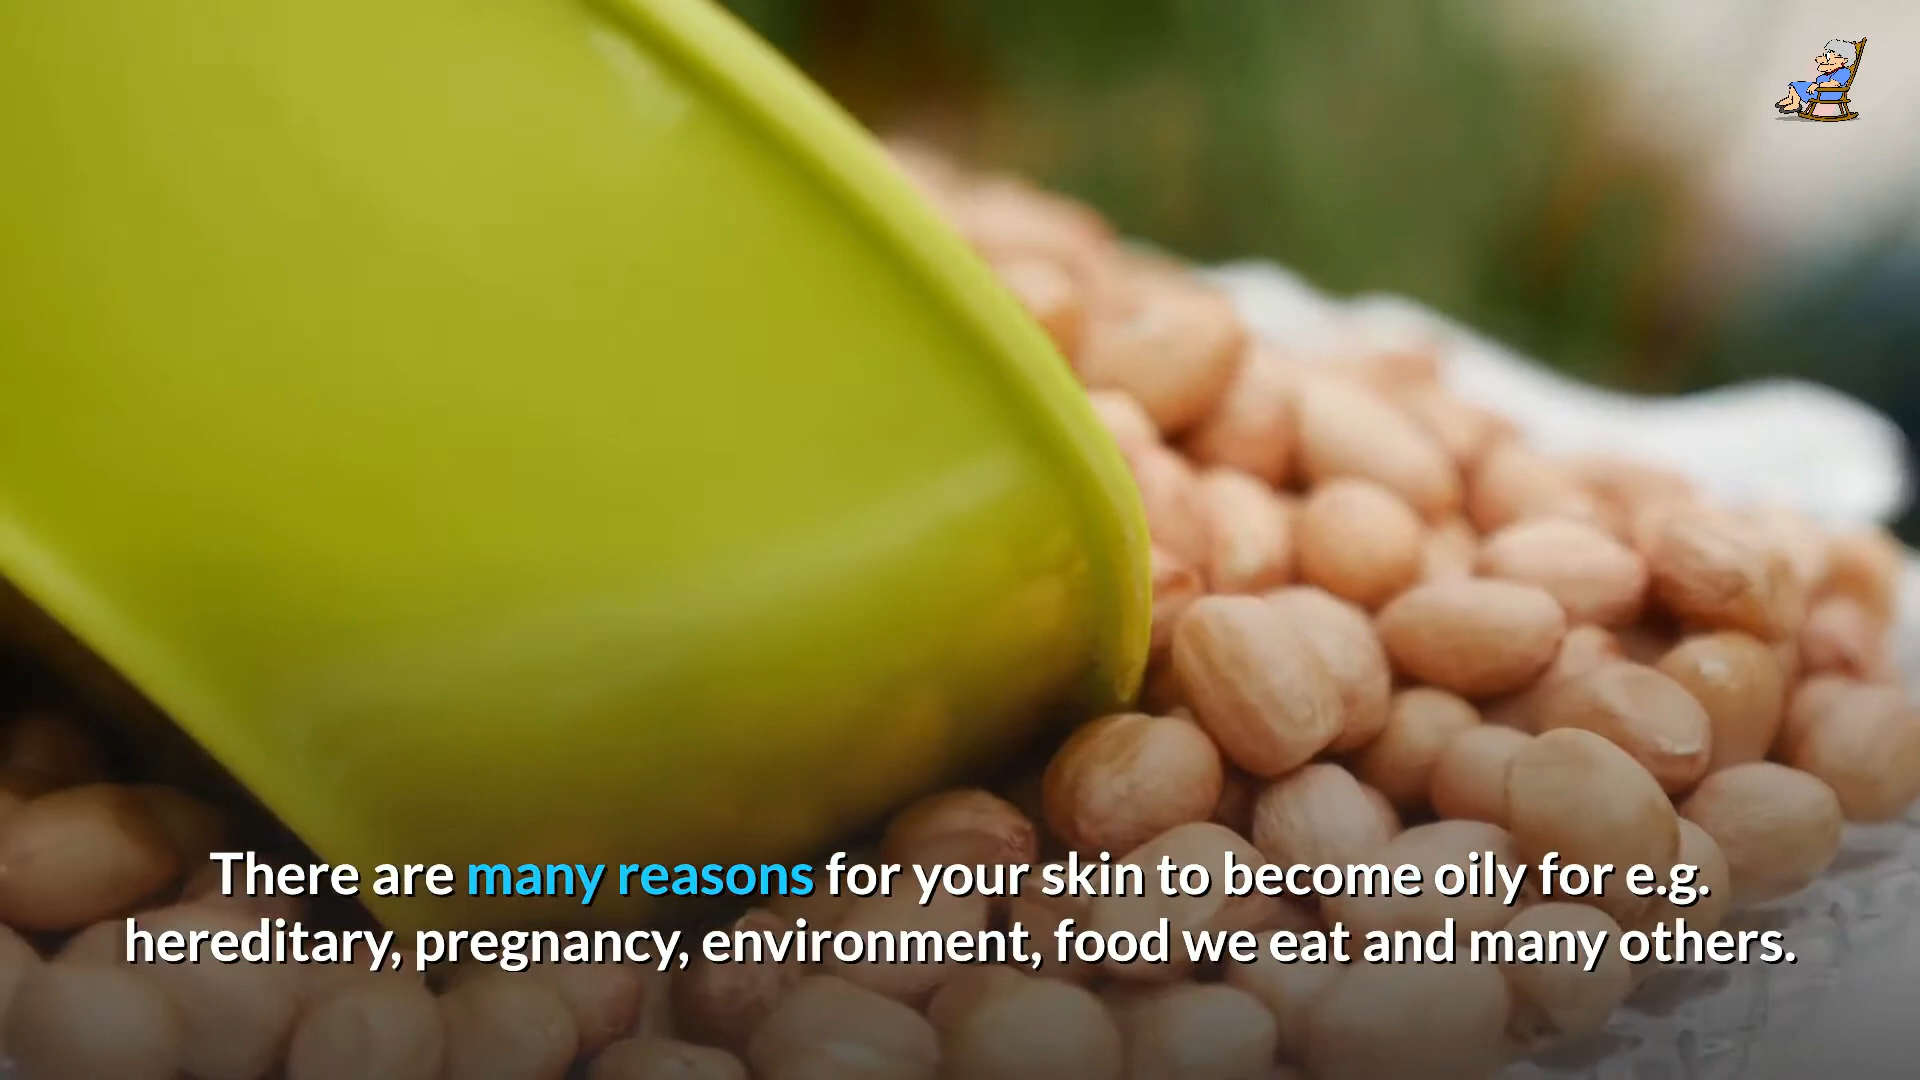 There are many reasons for your skin to become oily for e.g.
hereditary, pregnancy, environment, food we eat and many others.